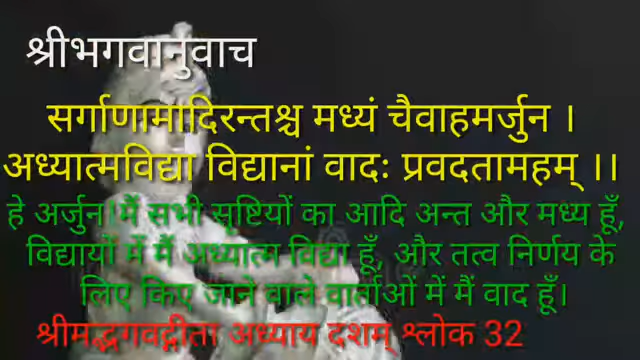 श्रीभगवानुवाच
सर्गाणामादिरन्तश्च मध्यं चैवाहमर्जुन ।
अध्यात्मविद्या विद्यानां वादः प्रवदतामहम् ।।
हे अर्जुन मैं सभी सृष्टियों का आदि अन्त और मध्य हूँ,
विद्यायों में मैं अध्यात्म विद्या हूँ, और तत्व निर्णय के
लिए किए जाने वाले वार्ताओं में मैं वाद हूँ।
श्रीमद्भगवद्गीता अध्याय दशम् श्लोक 32